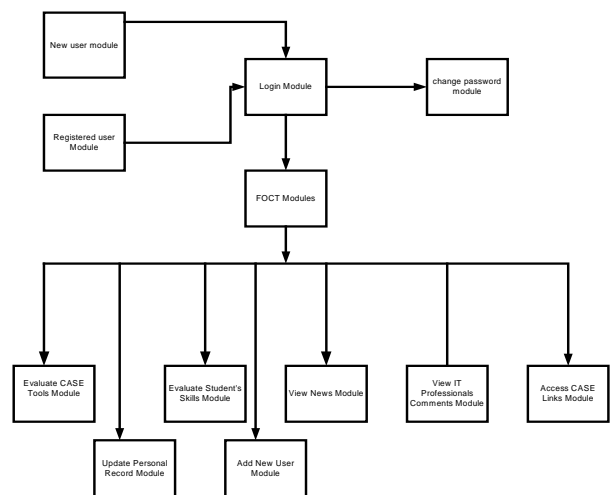 New user module
Login Module
change password
module
Registered user
Module
FOCT Modules
Evaluate CASE
Tools Module
Evaluate Student's
Skills Module
View News Module
View IT
Professionals
Comments Module
Access CASE
Links Module
Update Personal
Record Module
Add New User
Module